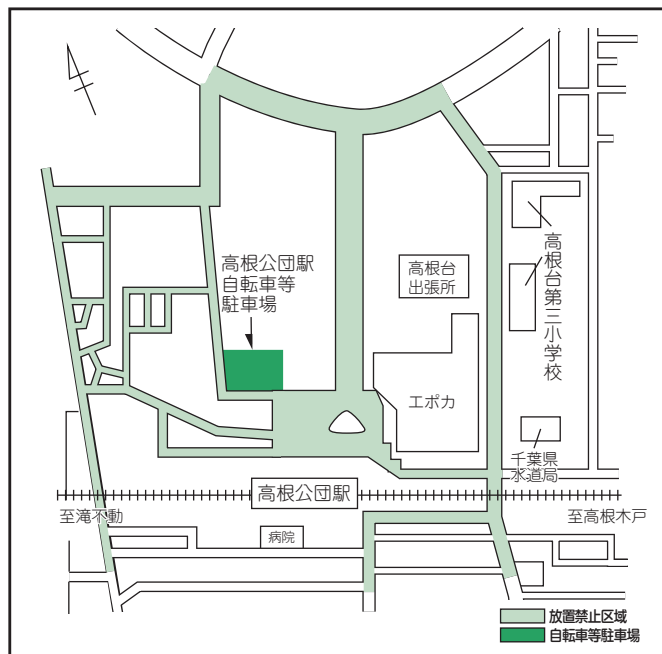 高根公団駅
自転車等
駐車場
高根台
出張所
高根台第三小学校
エポカ
千葉県
水道局
高根公団駅
至滝不動
至高根木戸
病院
放置禁止区域
自転車等駐車場